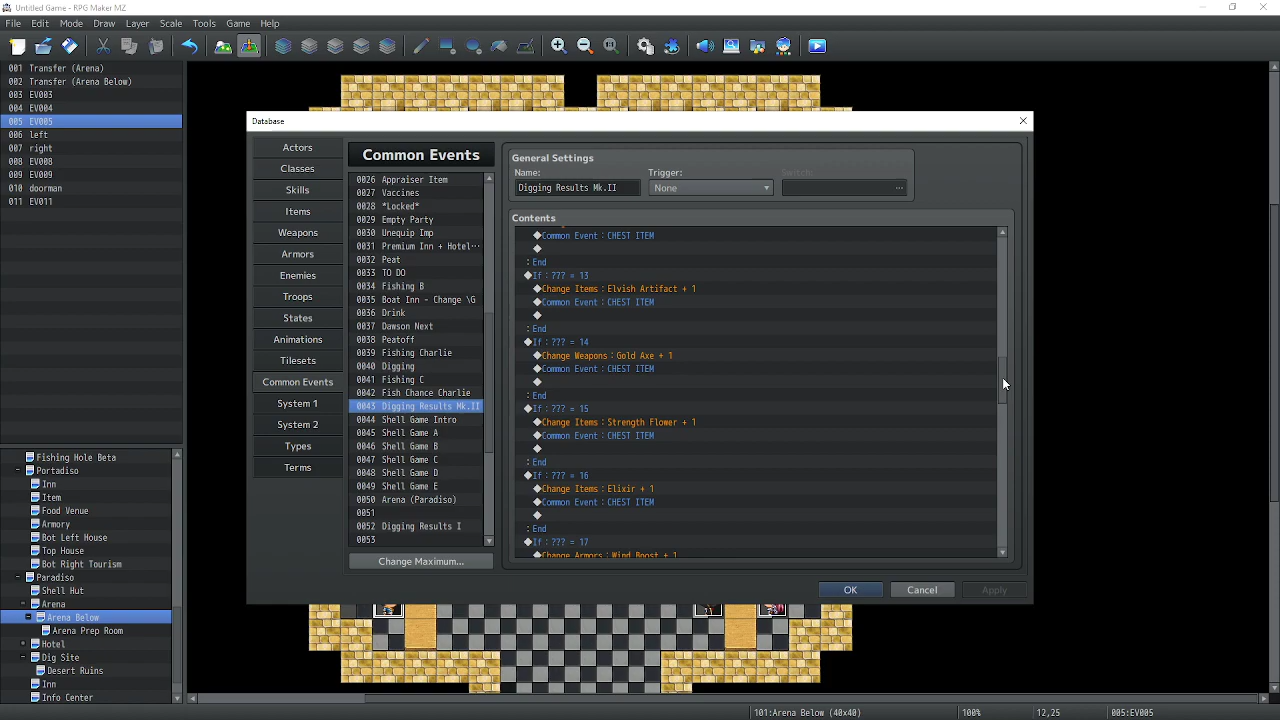 Untitled Game - RPG Maker MZ
File Edit Mode Draw Layer Scale Tools Game Help
001 Transfer (Arena)
002 Transfer (Arena Below)
003 EV003
004 EV004
005 EV005
006 left
007 right
008 EV008
009 EV009
010 doorman
011 EV011
Fishing Hole Beta
Portadiso
Inn
Item
Food Venue
Armory
Bot Left House
Top House
Bot Right Tourism
Paradiso
Shell Hut
Arena
Arena Below
Arena Prep Room
Hotel
Dig Site
Desert Ruins
Inn
Info Center
Database
Actors
Classes
Skills
Items
Weapons
Armors
Enemies
Troops
States
Animations
Tilesets
Common Events
System 1
System 2
Types
Terms
Common Events
0026 Appraiser Item
0027 Vaccines
0028 *Locked*
0029 Empty Party
0030 Unequip Imp
0031 Premium Inn + Hotel···
0032 Peat
0033 TO DO
0034 Fishing B
0035 Boat Inn - Change \G
0036 Drink
0037 Dawson Next
0038 Peatoff
0039 Fishing Charlie
0040 Digging
0041 Fishing C
0042 Fish Chance Charlie
0043 Digging Results Mk.II
0044 Shell Game Intro
0045 Shell Game A
0046 Shell Game B
0047 Shell Game C
0048 Shell Game D
0049 Shell Game E
0050 Arena (Paradiso)
0051
0052 Digging Results I
0053
Change Maximum...
General Settings
Name: Trigger: Switch:
Digging Results Mk.II None ...
Contents
◆Common Event : CHEST ITEM
◆
: End
◆If : ??? = 13
◆Change Items : Elvish Artifact + 1
◆Common Event : CHEST ITEM
◆
: End
◆If : ??? = 14
◆Change Weapons : Gold Axe + 1
◆Common Event : CHEST ITEM
◆
: End
◆If : ??? = 15
◆Change Items : Strength Flower + 1
◆Common Event : CHEST ITEM
◆
: End
◆If : ??? = 16
◆Change Items : Elixir + 1
◆Common Event : CHEST ITEM
◆
: End
◆If : ??? = 17
◆Change Armors : Wind Boost + 1
OK Cancel Apply
101:Arena Below (40x40) 100% 12,25 005:EV005